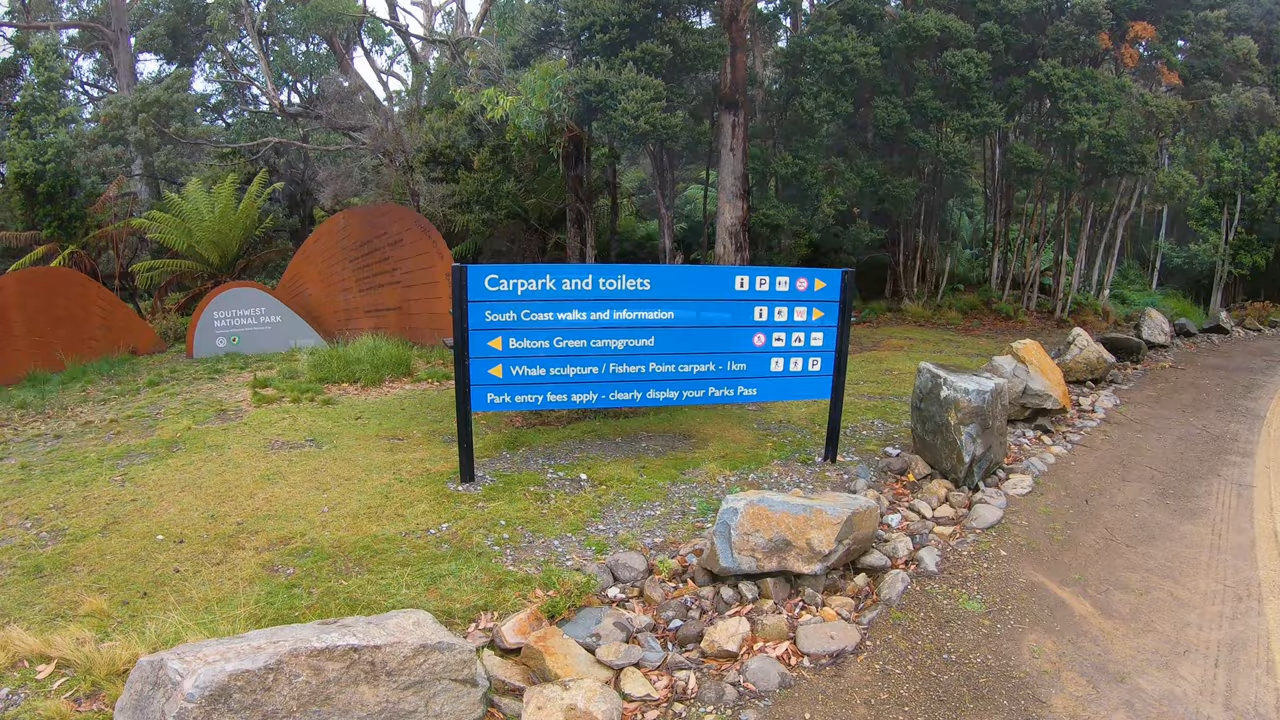 SOUTHWEST
NATIONAL PARK
Carpark and toilets
South Coast walks and information
Boltons Green campground
Whale sculpture / Fishers Point carpark - 1km
Park entry fees apply - clearly display your Parks Pass